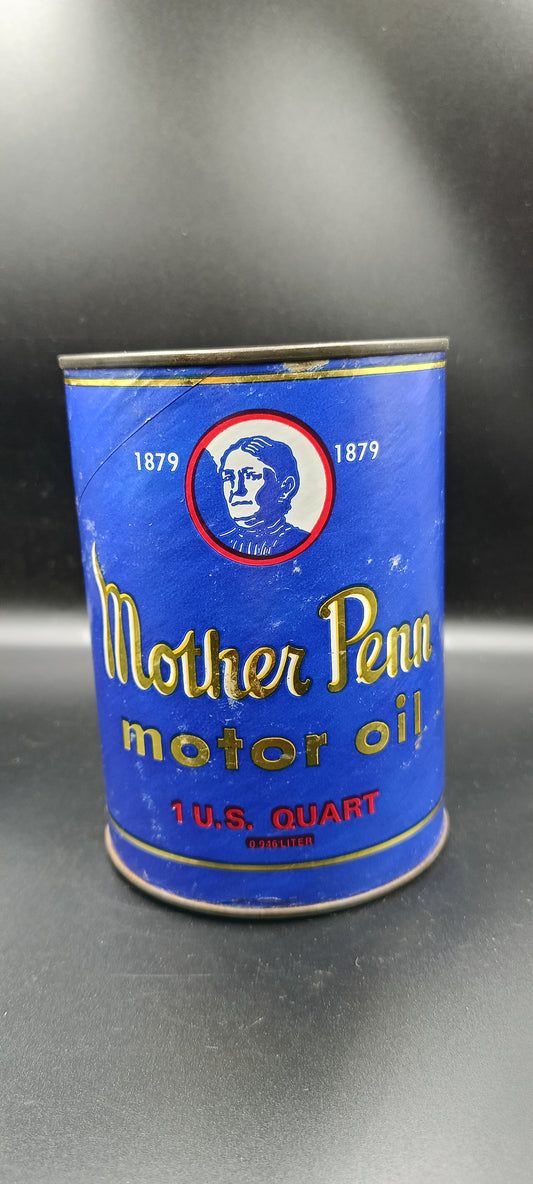 1879 1879
Mother Penn
motor oil
1 U.S. QUART
0.946 LITER